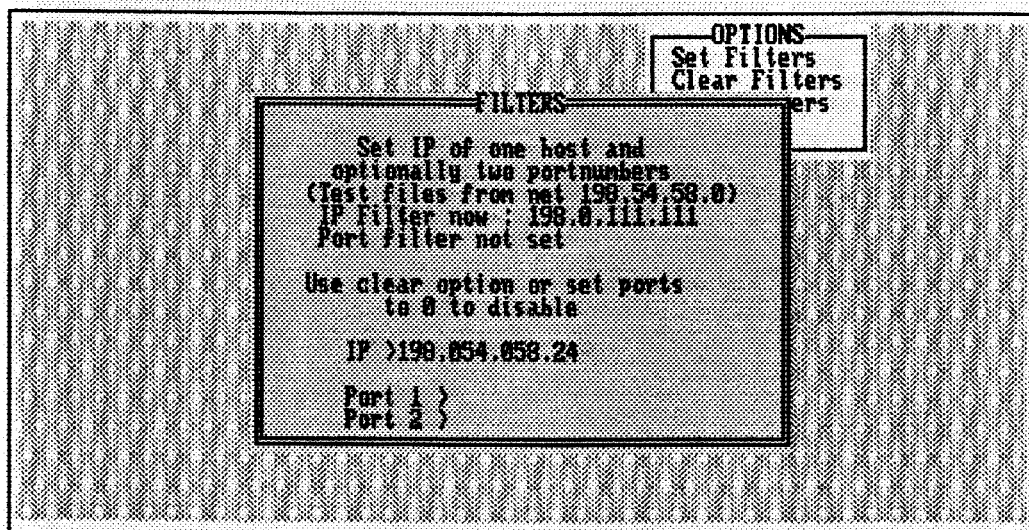 OPTIONS
Set Filters
Clear Filters
ers
FILTERS
Set IP of one host and
optionally two portnumbers
(Test files from net 198.54.58.0)
IP Filter now : 198.0.111.111
Port Filter not set
Use clear option or set ports
to 0 to disable
IP >198.054.058.24
Port 1 >
Port 2 >